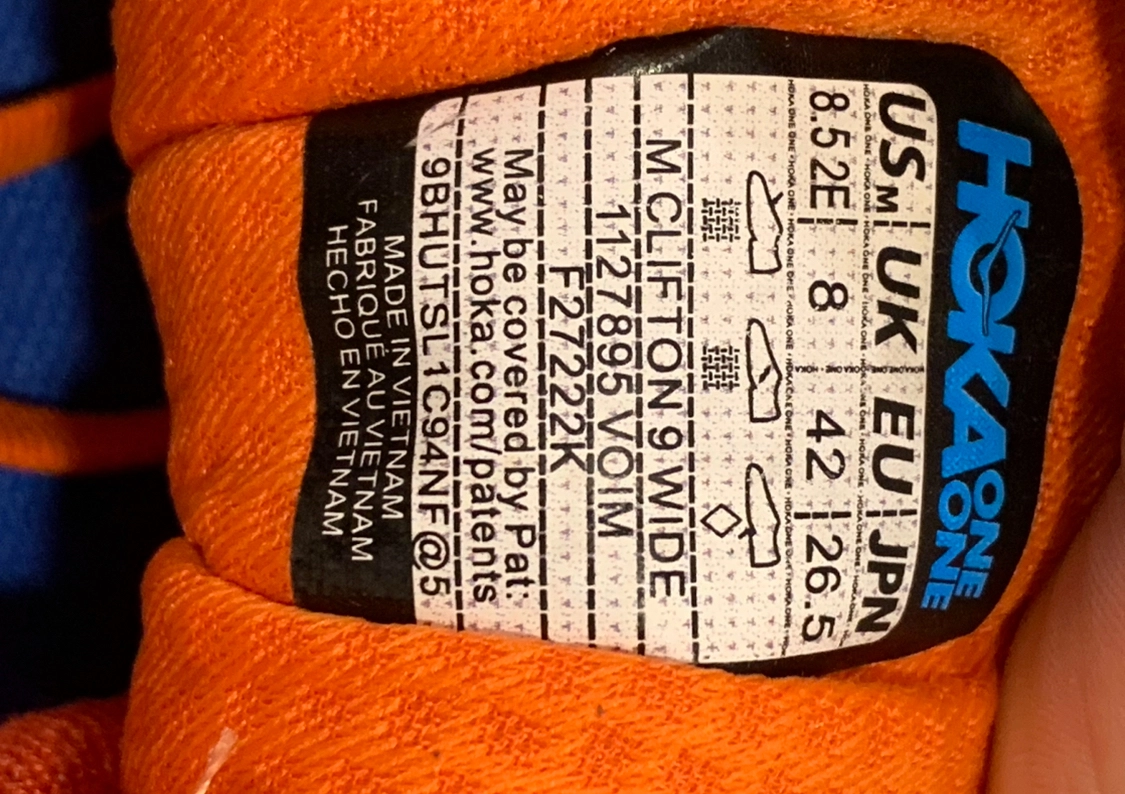 HOKA ONE ONE
USM UK EU JPN
8.5 2E 8 42 26.5
M CLIFTON 9 WIDE
1127895 VOIM
F27222K
May be covered by Pat:
www.hoka.com/patents
9BHUTSL1C94NF@5
MADE IN VIETNAM
FABRIQUÉ AU VIETNAM
HECHO EN VIETNAM